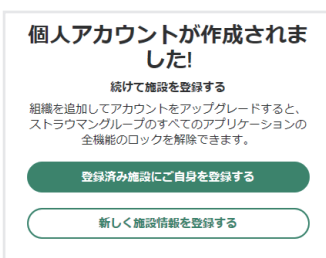 個人アカウントが作成されま
した!
続けて施設を登録する
組織を追加してアカウントをアップグレードすると、
ストラウマングループのすべてのアプリケーションの
全機能のロックを解除できます。
登録済み施設にご自身を登録する
新しく施設情報を登録する